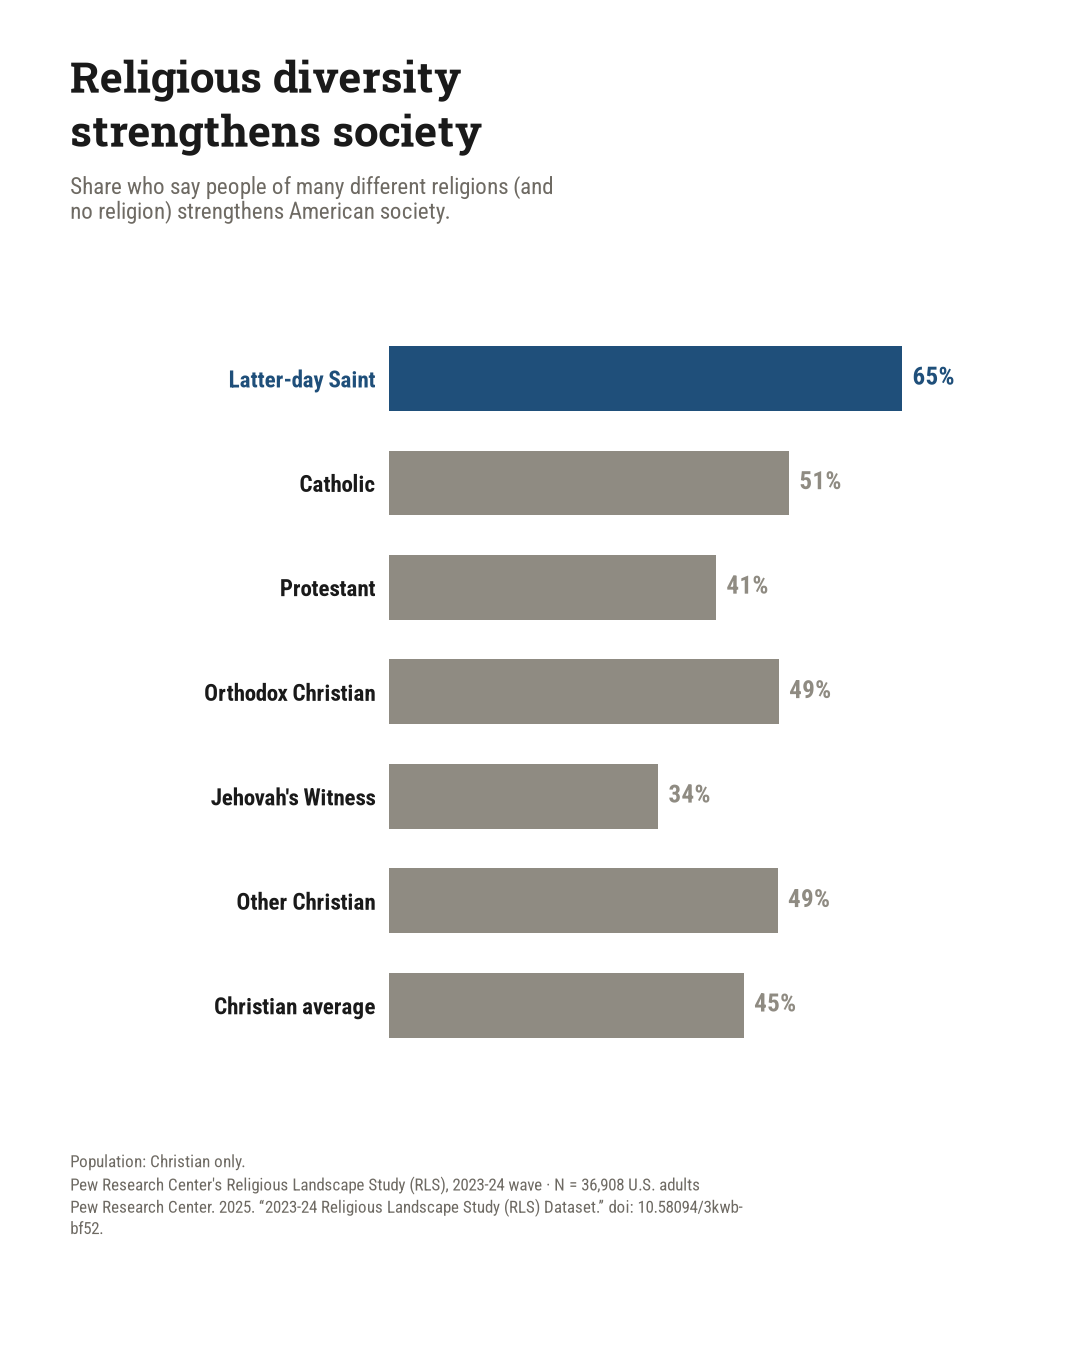 Religious diversity
strengthens society
Share who say people of many different religions (and
no religion) strengthens American society.
Latter-day Saint 65%
Catholic 51%
Protestant 41%
Orthodox Christian 49%
Jehovah's Witness 34%
Other Christian 49%
Christian average 45%
Population: Christian only.
Pew Research Center's Religious Landscape Study (RLS), 2023-24 wave · N = 36,908 U.S. adults
Pew Research Center. 2025. “2023-24 Religious Landscape Study (RLS) Dataset.” doi: 10.58094/3kwb-
bf52.